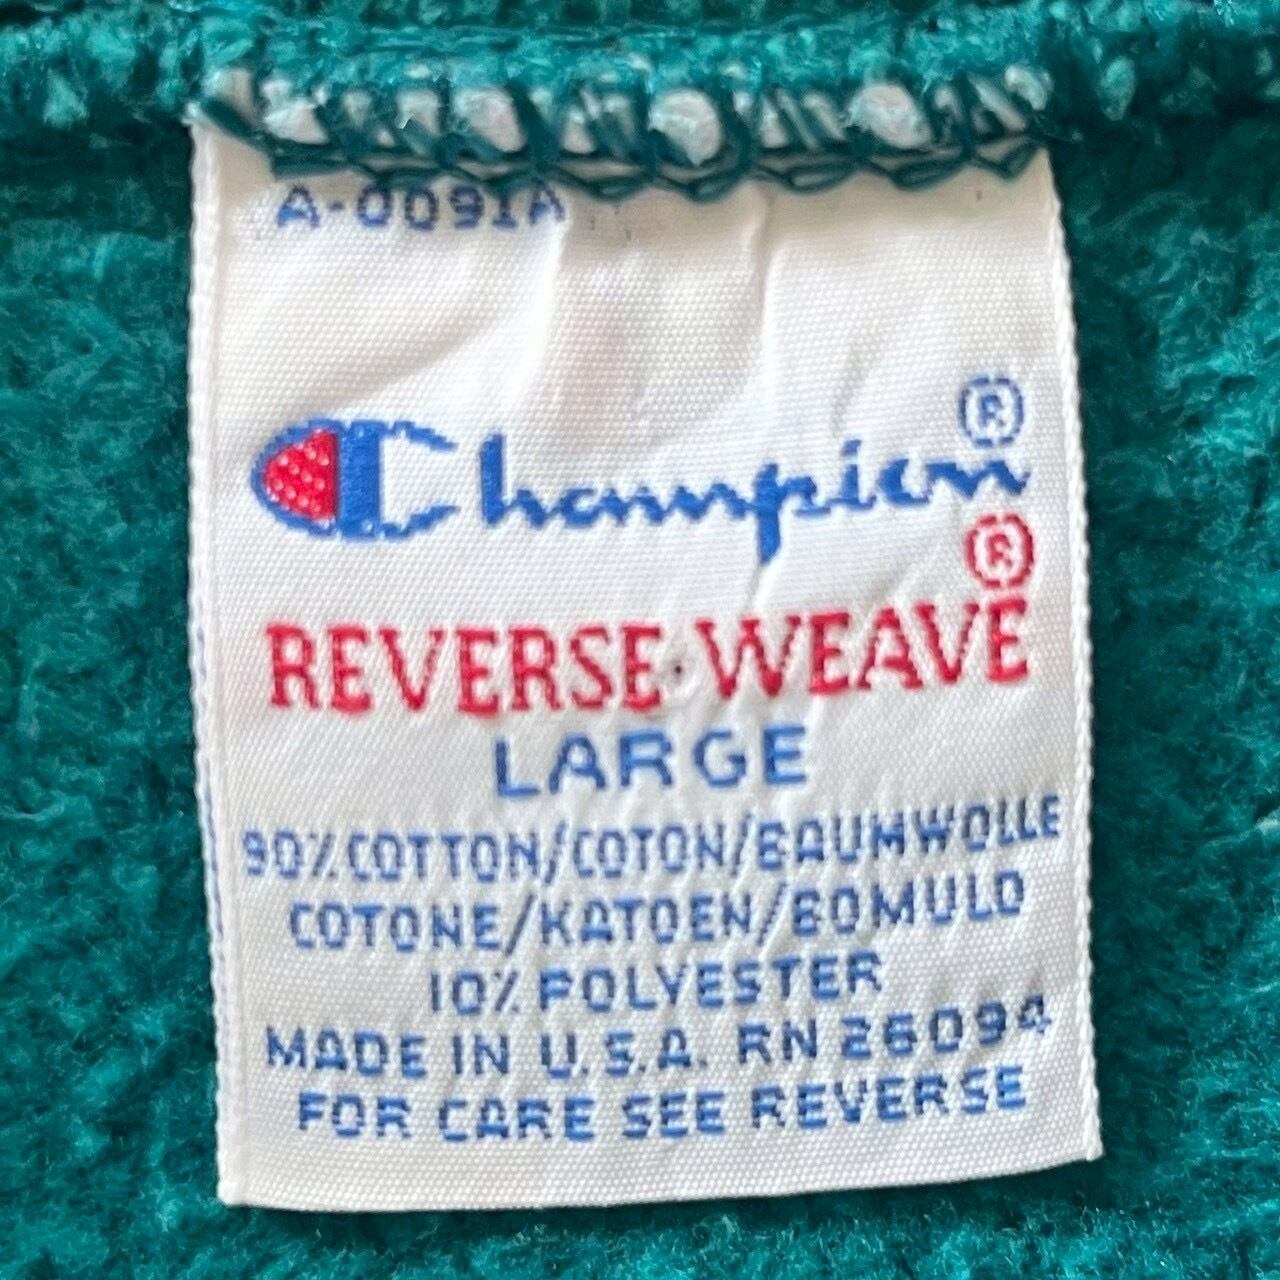 A-0091A
Champion®
REVERSE WEAVE®
LARGE
90% COTTON/COTON/BAUMWOLLE
COTONE/KATOEN/BOMULD
10% POLYESTER
MADE IN U.S.A. RN 26094
FOR CARE SEE REVERSE